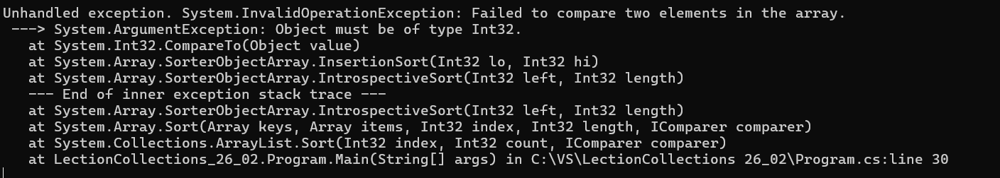 Unhandled exception. System.InvalidOperationException: Failed to compare two elements in the array.
 ---> System.ArgumentException: Object must be of type Int32.
   at System.Int32.CompareTo(Object value)
   at System.Array.SorterObjectArray.InsertionSort(Int32 lo, Int32 hi)
   at System.Array.SorterObjectArray.IntrospectiveSort(Int32 left, Int32 length)
   --- End of inner exception stack trace ---
   at System.Array.SorterObjectArray.IntrospectiveSort(Int32 left, Int32 length)
   at System.Array.Sort(Array keys, Array items, Int32 index, Int32 length, IComparer comparer)
   at System.Collections.ArrayList.Sort(Int32 index, Int32 count, IComparer comparer)
   at LectionCollections_26_02.Program.Main(String[] args) in C:\VS\LectionCollections 26_02\Program.cs:line 30